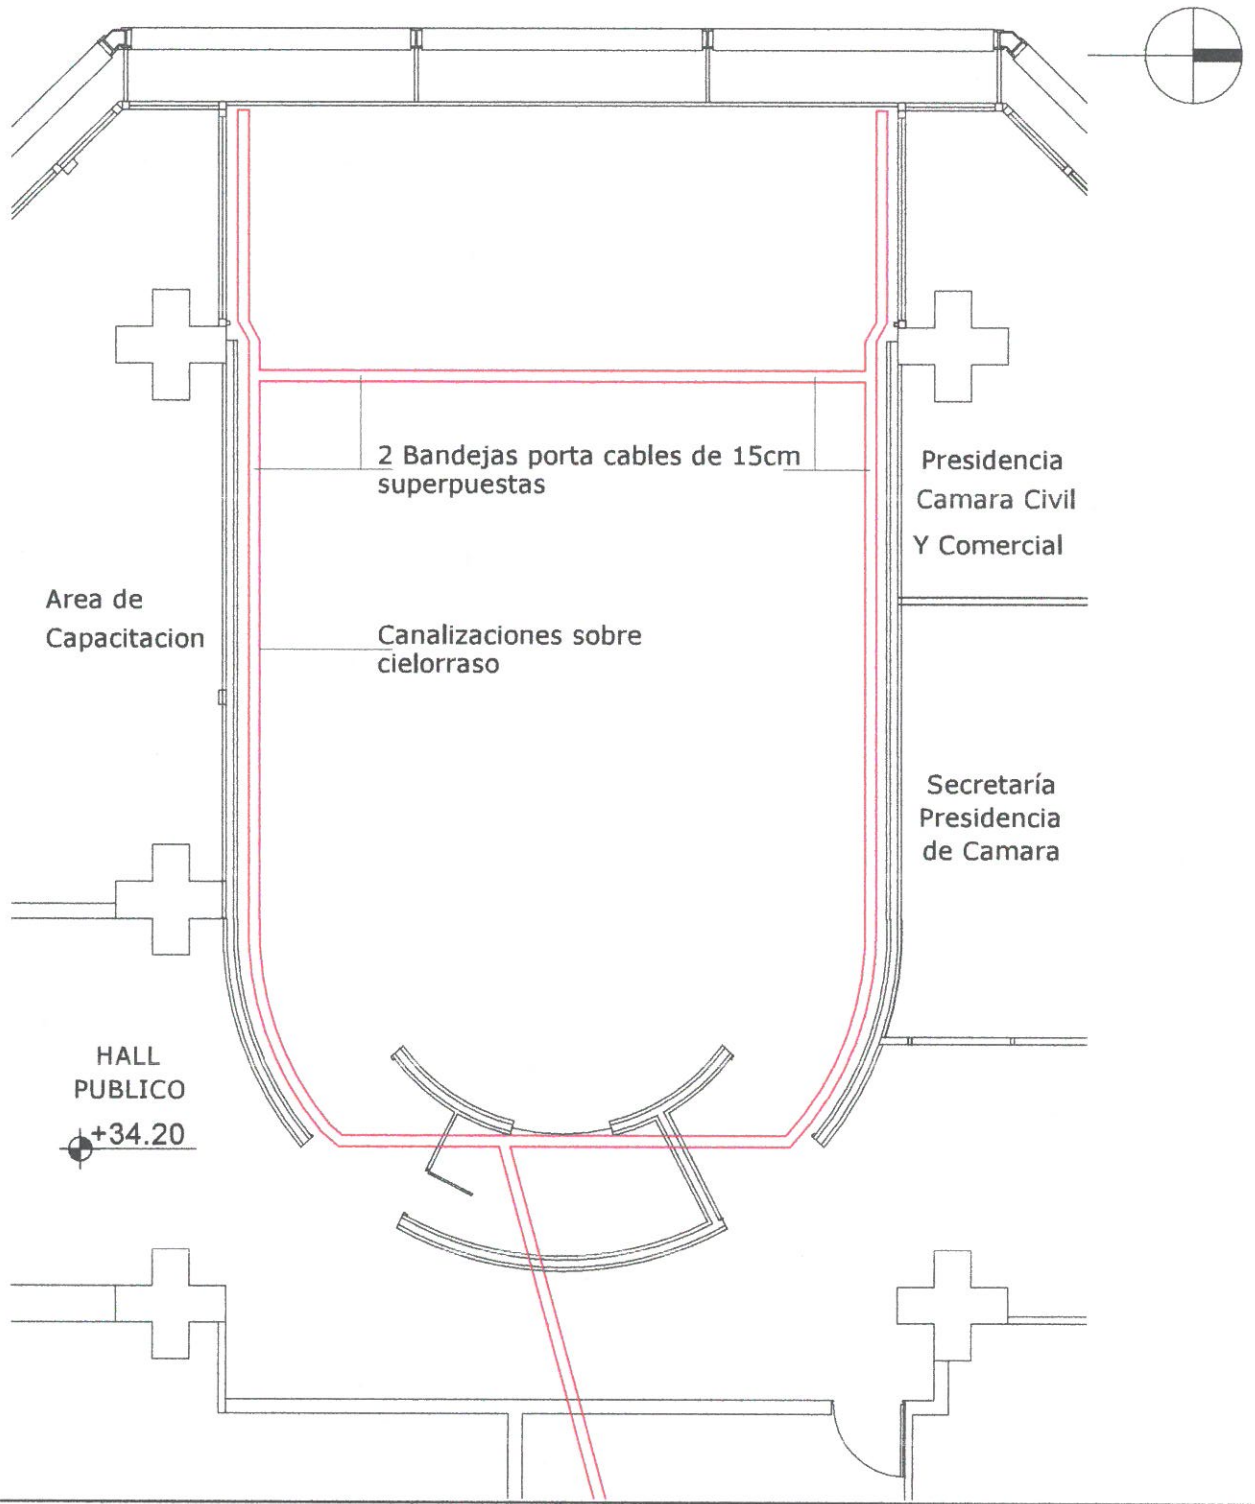 2 Bandejas porta cables de 15cm
superpuestas
Presidencia
Camara Civil
Y Comercial
Area de
Capacitacion
Canalizaciones sobre
cielorraso
Secretaría
Presidencia
de Camara
HALL
PUBLICO
+34.20